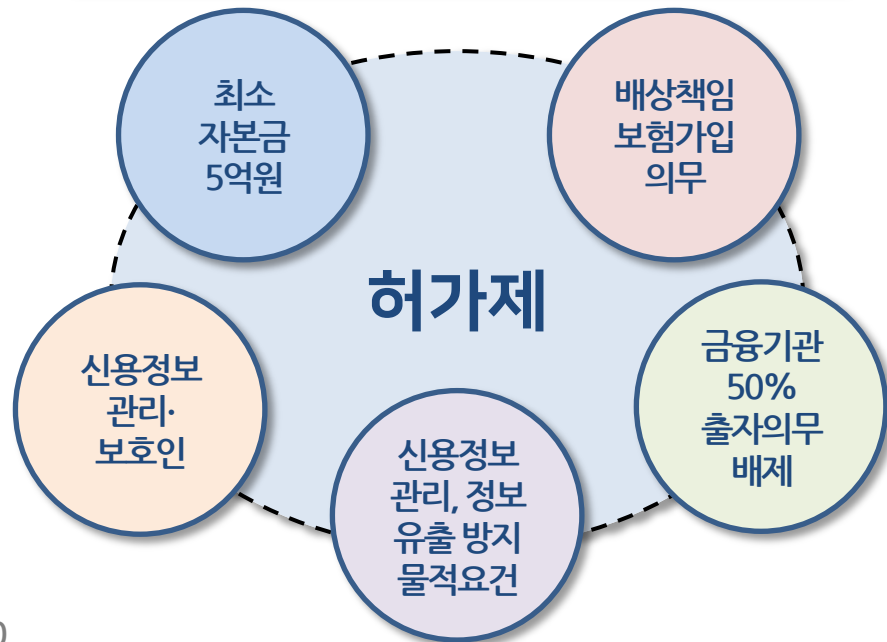 최소
자본금
5억원
배상책임
보험가입
의무
허가제
신용정보
관리·
보호인
금융기관
50%
출자의무
배제
신용정보
관리, 정보
유출 방지
물적요건